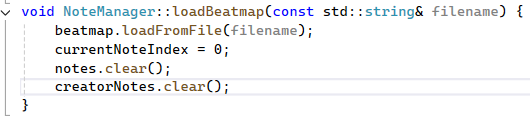 void NoteManager::loadBeatmap(const std::string& filename) {
    beatmap.loadFromFile(filename);
    currentNoteIndex = 0;
    notes.clear();
    creatorNotes.clear();
}